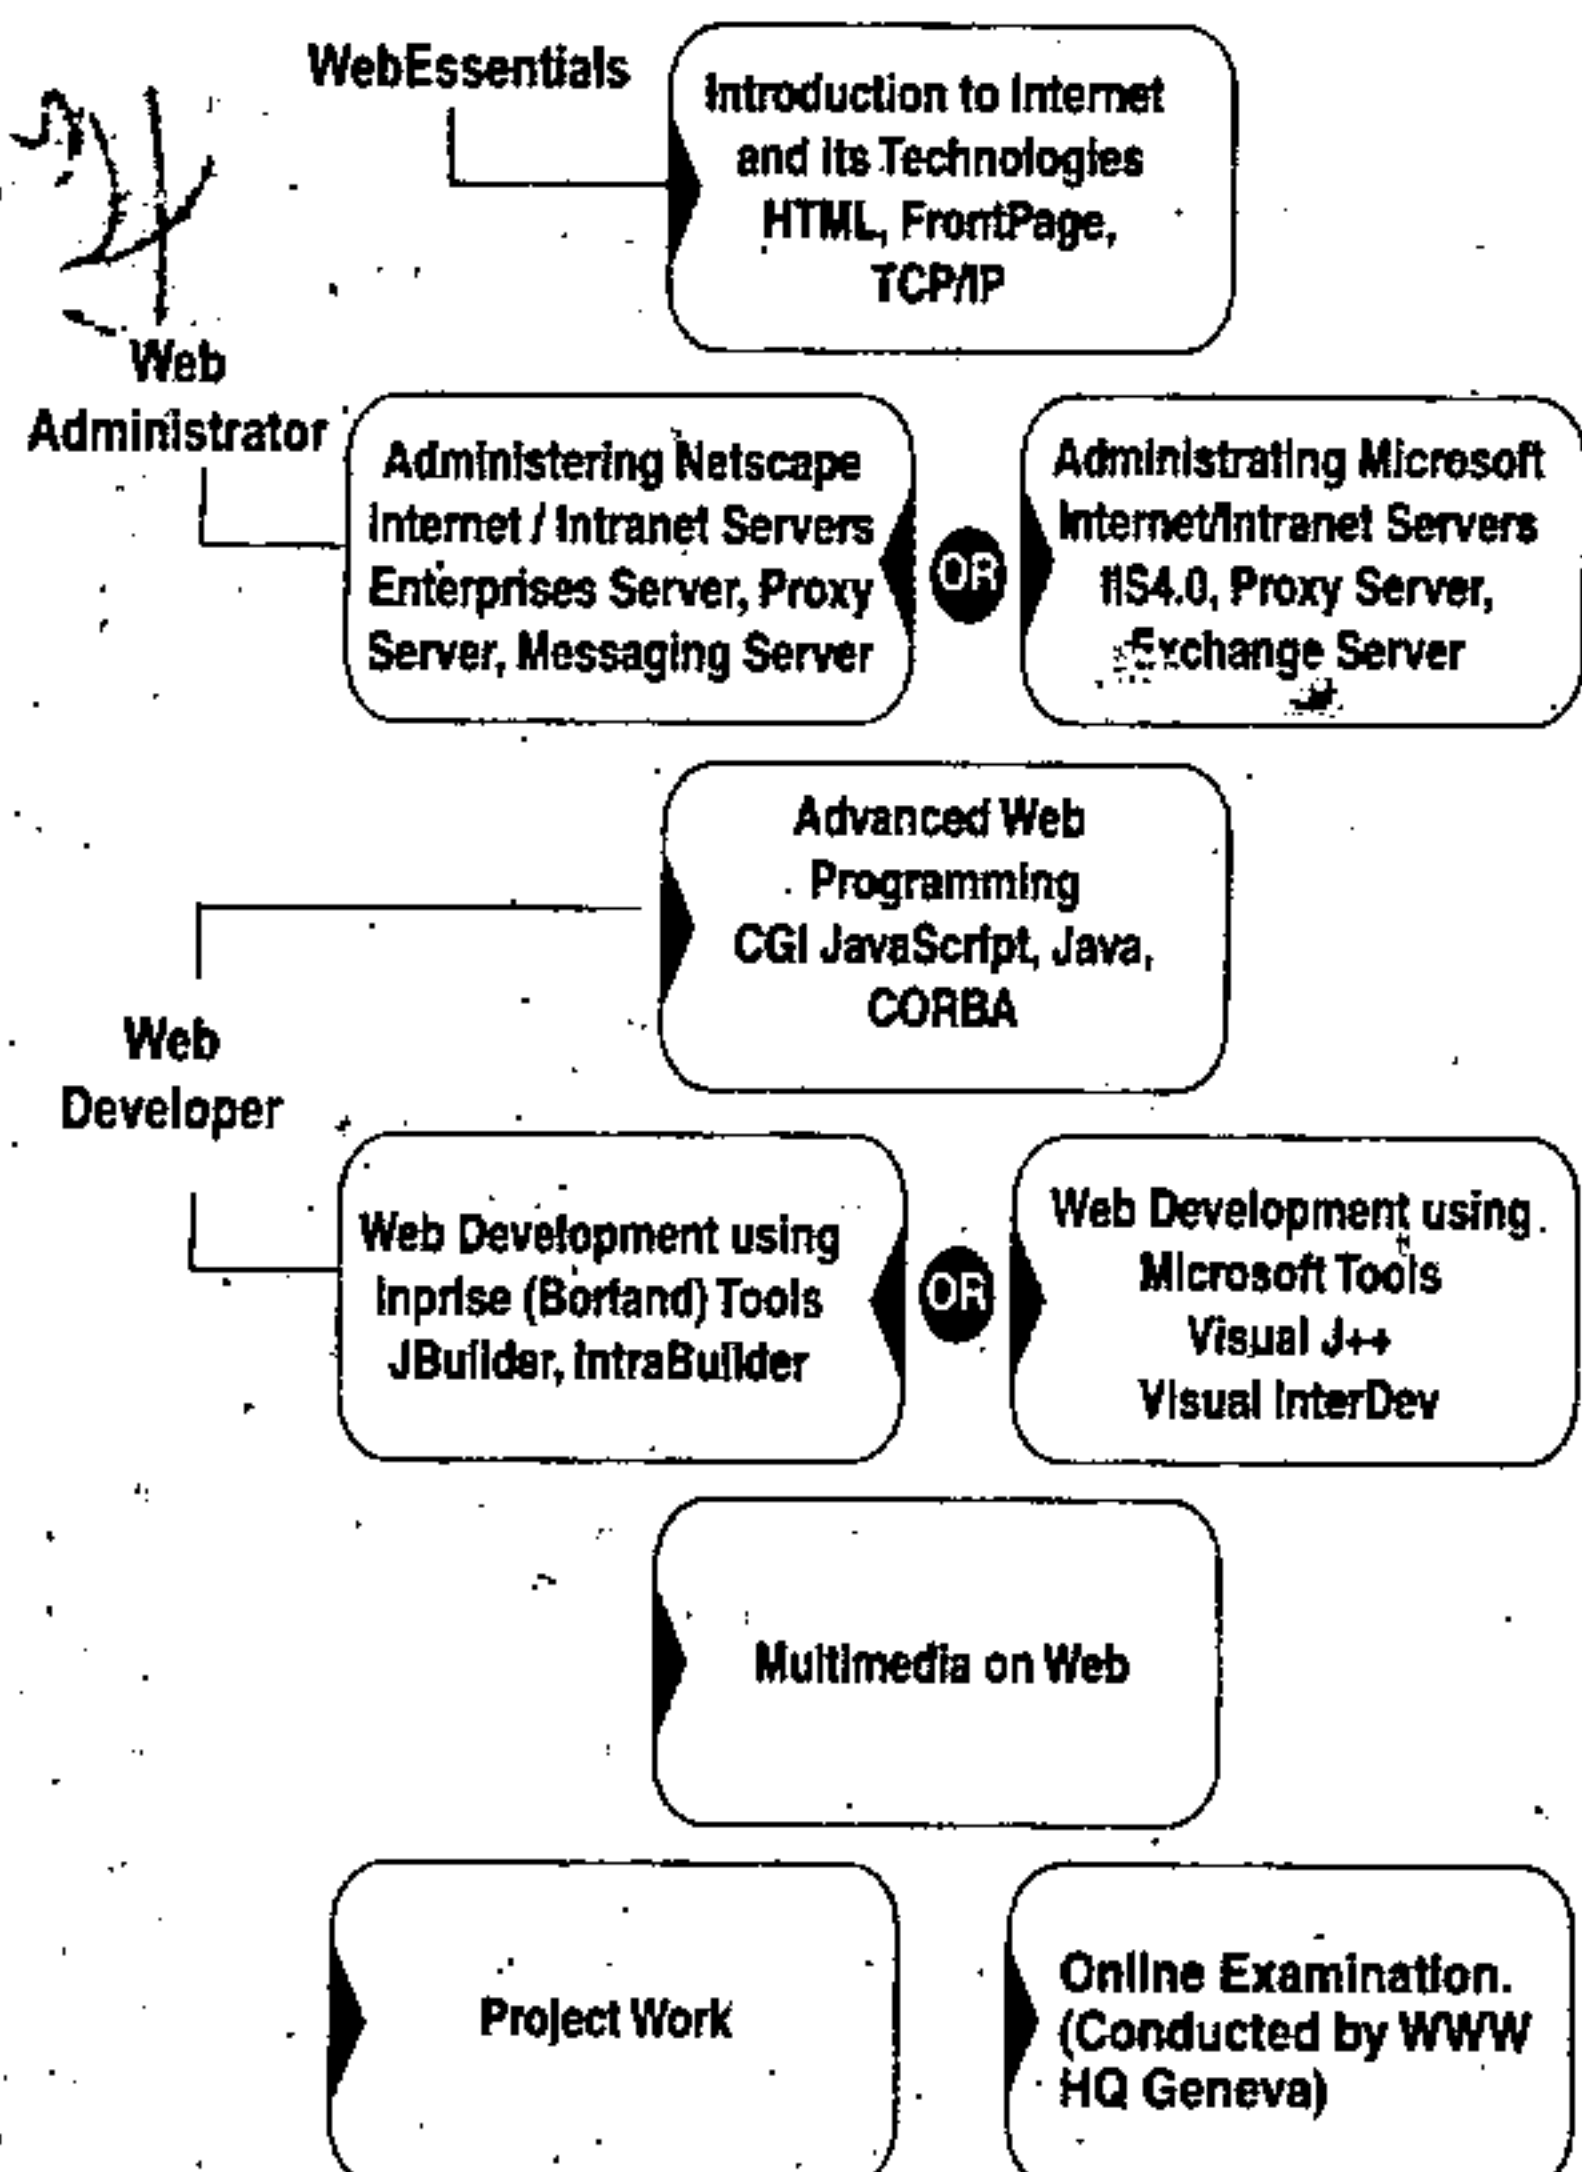 WebEssentials
Introduction to Internet
and its Technologies
HTML, FrontPage,
TCP/IP
Web
Administrator
Administering Netscape
Internet / Intranet Servers
Enterprises Server, Proxy
Server, Messaging Server
OR
Administrating Microsoft
Internet/Intranet Servers
IIS4.0, Proxy Server,
Exchange Server
Advanced Web
Programming
CGI JavaScript, Java,
CORBA
Web
Developer
Web Development using
Inprise (Borland) Tools
JBuilder, IntraBuilder
OR
Web Development using
Microsoft Tools
Visual J++
Visual InterDev
Multimedia on Web
Project Work
Online Examination.
(Conducted by WWW
HQ Geneva)